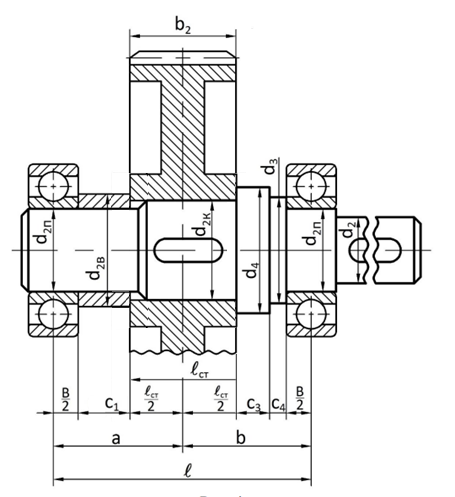 b₂
d₃
d₂п
d₂в
d₂к
d₄
d₂п
d₂
ℓст
B/2
c₁
ℓст/2
ℓст/2
c₃
c₄
B/2
a
b
ℓ